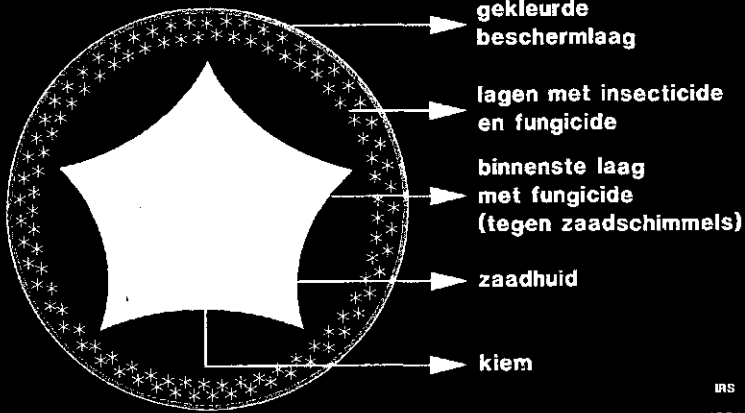 gekleurde
beschermlaag
lagen met insecticide
en fungicide
binnenste laag
met fungicide
(tegen zaadschimmels)
zaadhuid
kiem
IRS